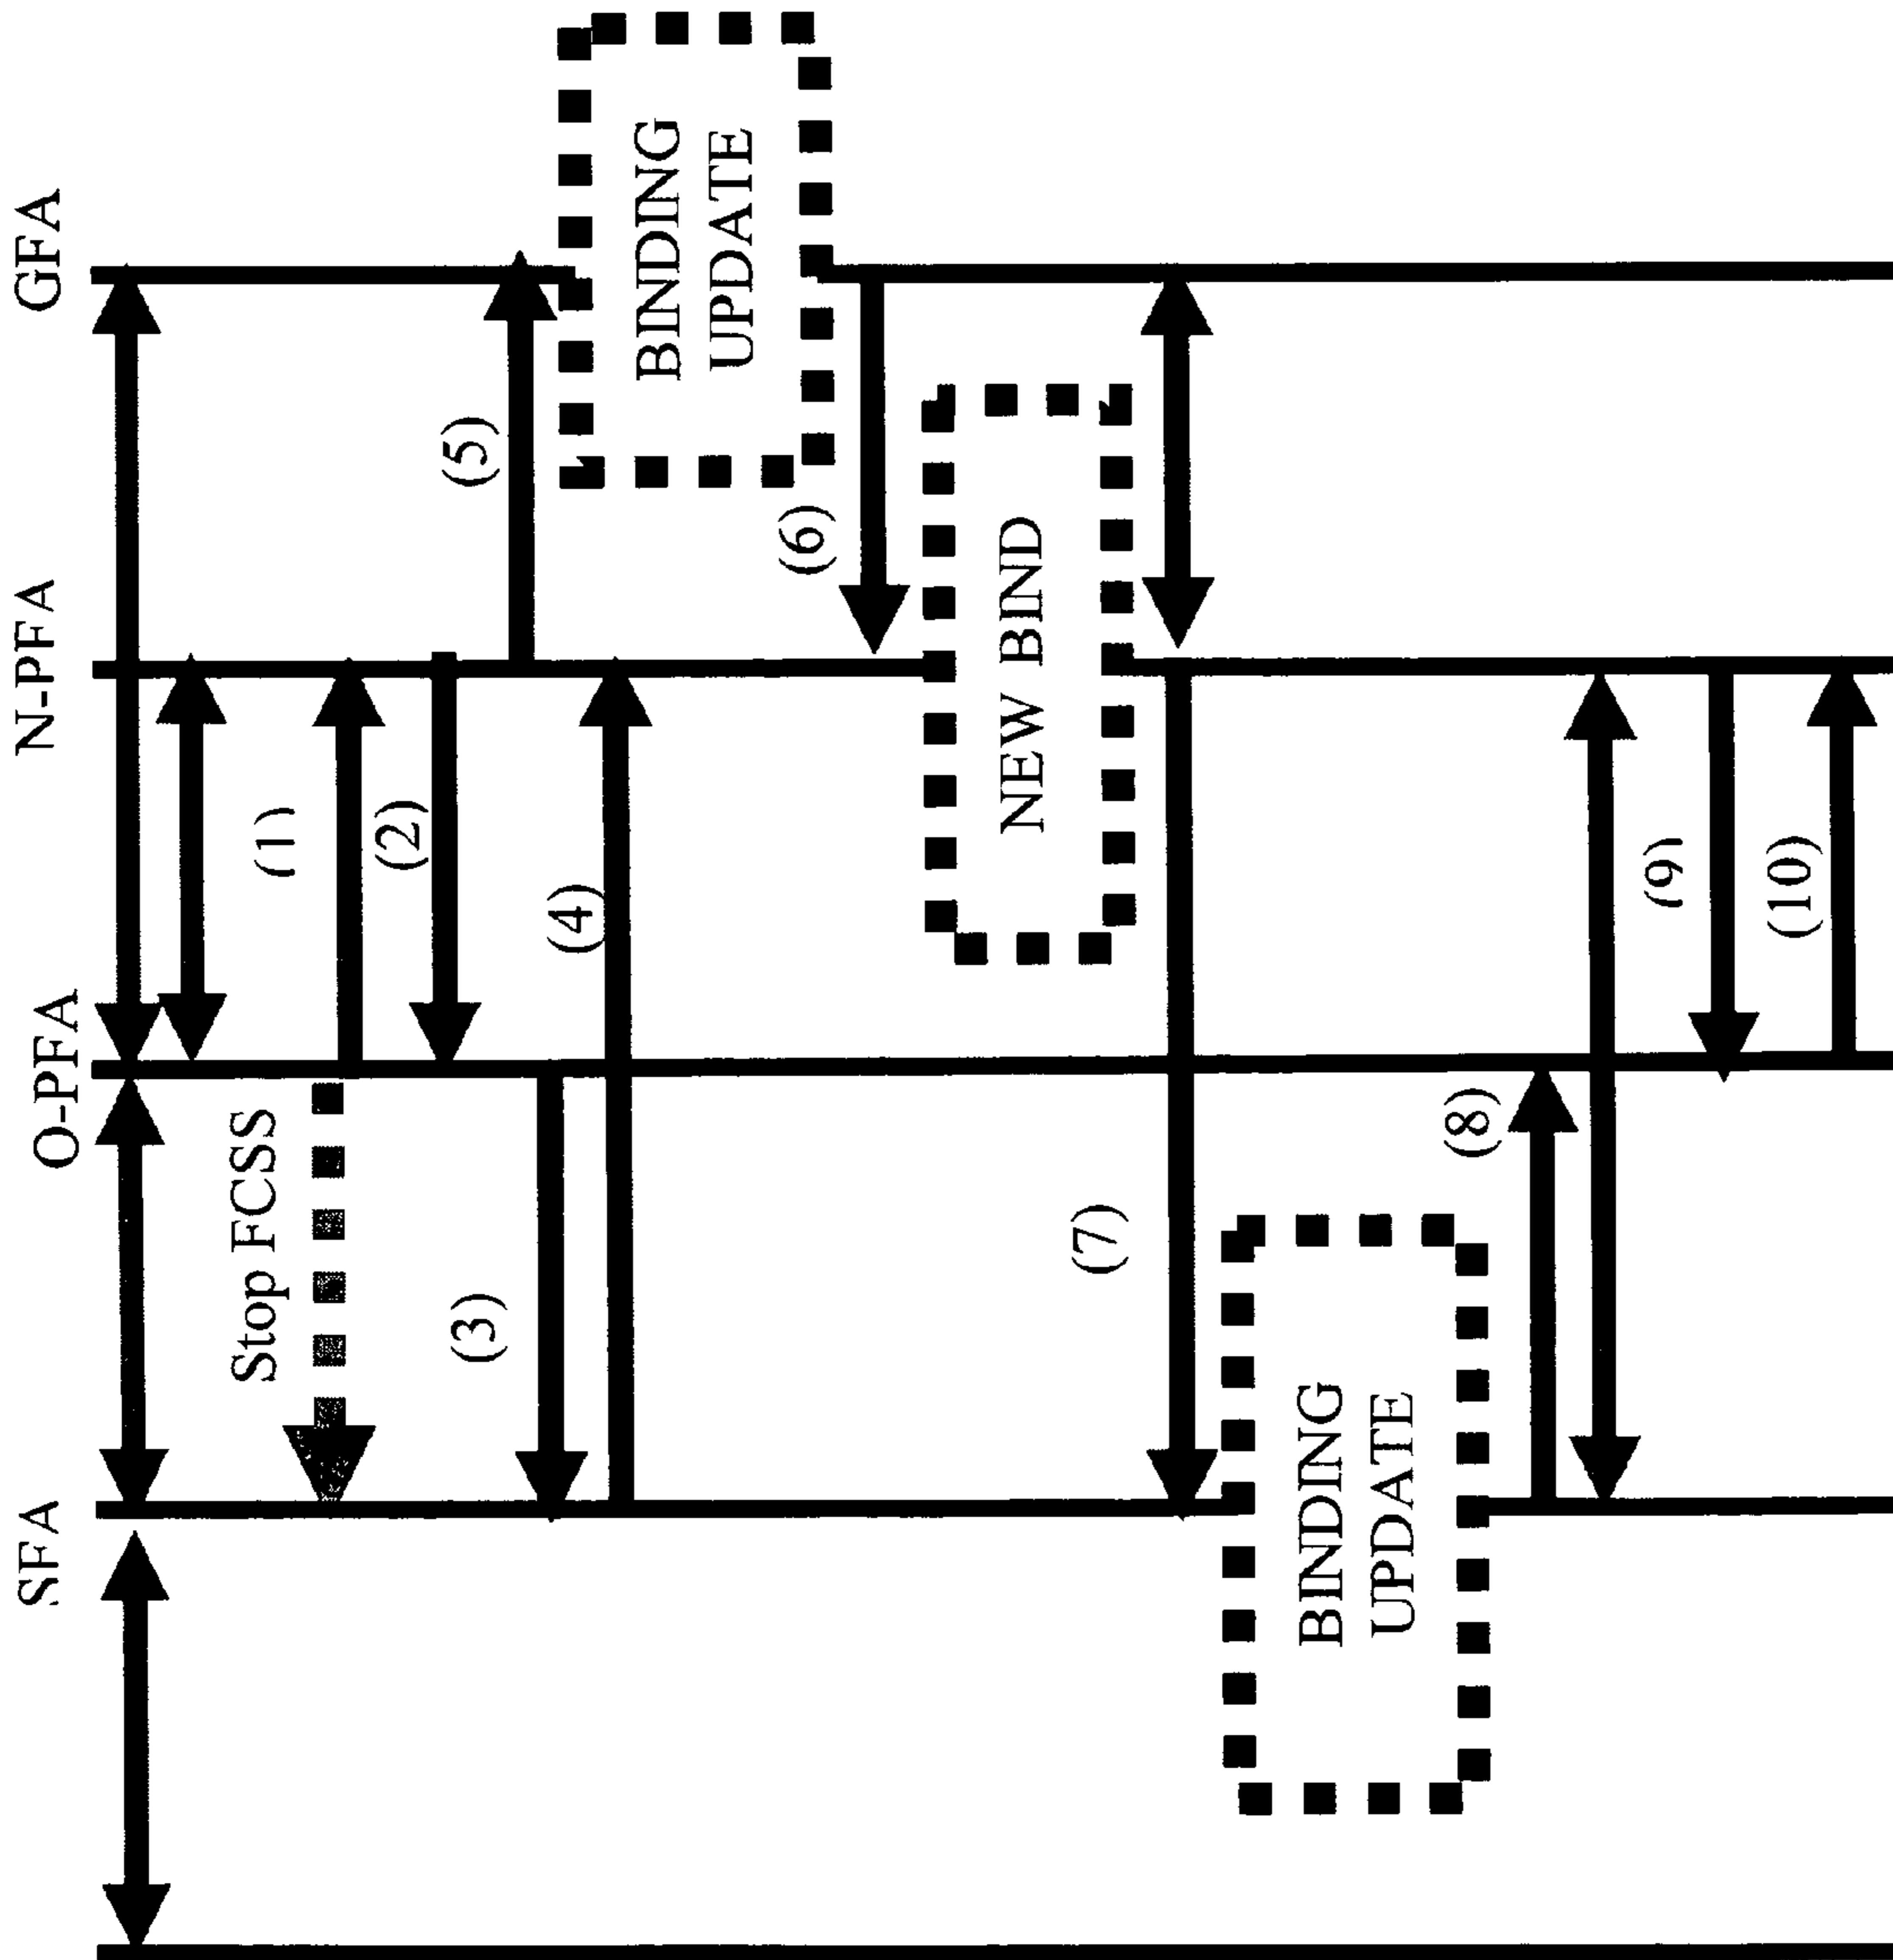 SFA
O-PFA
N-PFA
GFA
Stop FCSS
(1)
(2)
(3)
(4)
(5)
BINDING
UPDATE
(6)
NEW BIND
(7)
BINDING
UPDATE
(8)
(9)
(10)